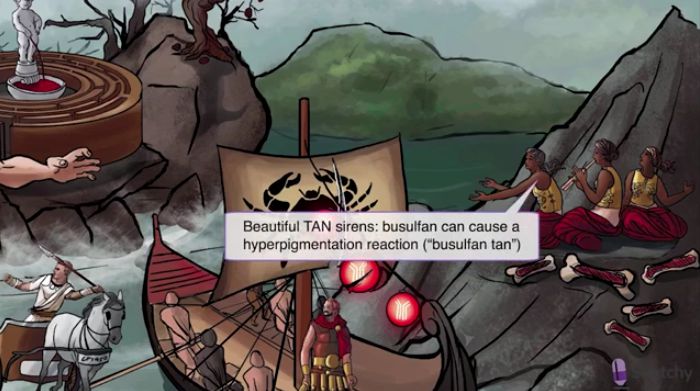 Beautiful TAN sirens: busulfan can cause a
hyperpigmentation reaction (“busulfan tan”)